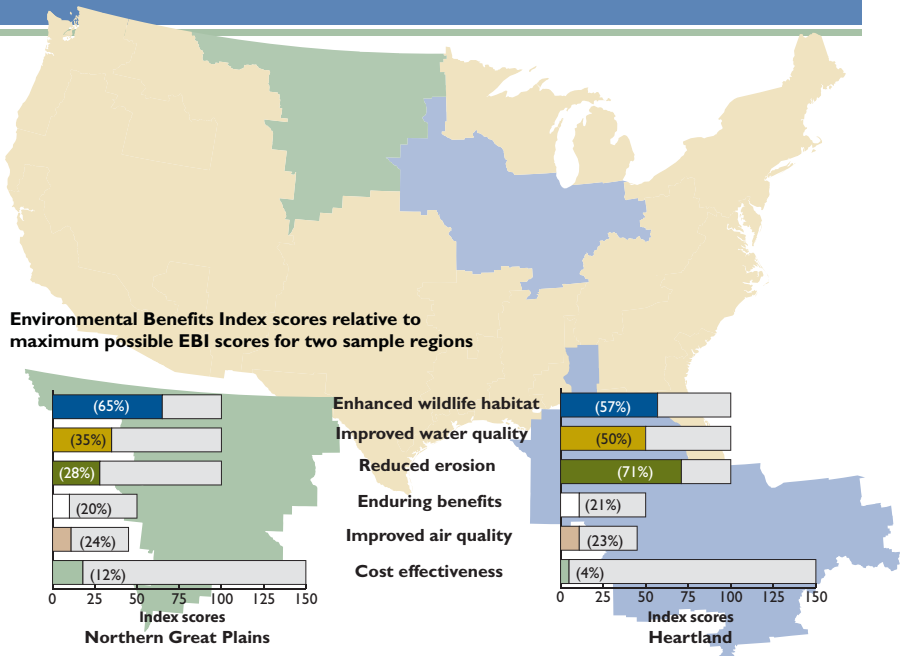 Environmental Benefits Index scores relative to
maximum possible EBI scores for two sample regions
Enhanced wildlife habitat
Improved water quality
Reduced erosion
Enduring benefits
Improved air quality
Cost effectiveness
(65%)
(35%)
(28%)
(20%)
(24%)
(12%)
0 25 50 75 100 125 150
Index scores
Northern Great Plains
(57%)
(50%)
(71%)
(21%)
(23%)
(4%)
0 25 50 75 100 125 150
Index scores
Heartland